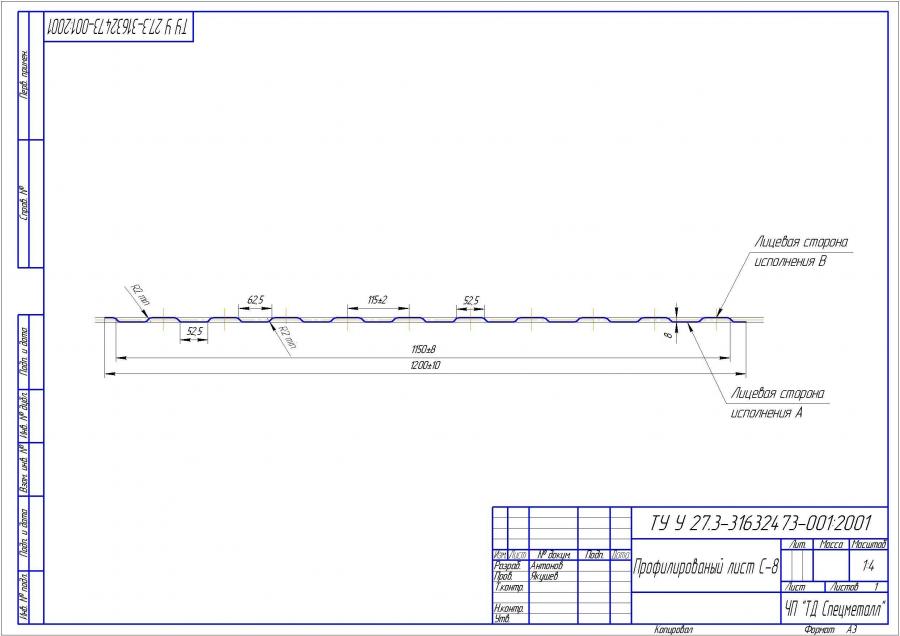 ТУ У 27.3-31632473-001:2001
Перв. примен.
Справ. №
Подп. и дата
Инв. № дубл.
Взам. инв. №
Подп. и дата
Инв. № подл.
Лицевая сторона
исполнения В
R2 min
62,5
115±2
52,5
52,5
R2 min
8
1150±8
1200±10
Лицевая сторона
исполнения А
ТУ У 27.3-31632473-001:2001
Изм. Лист № докум. Подп. Дата
Разраб. Антонов
Пров. Якушев
Т.контр.
Н.контр.
Утв.
Профилированый лист С-8
Лит. Масса Масштаб
1:4
Лист Листов 1
ЧП "ТД Спецметалл"
Копировал Формат А3